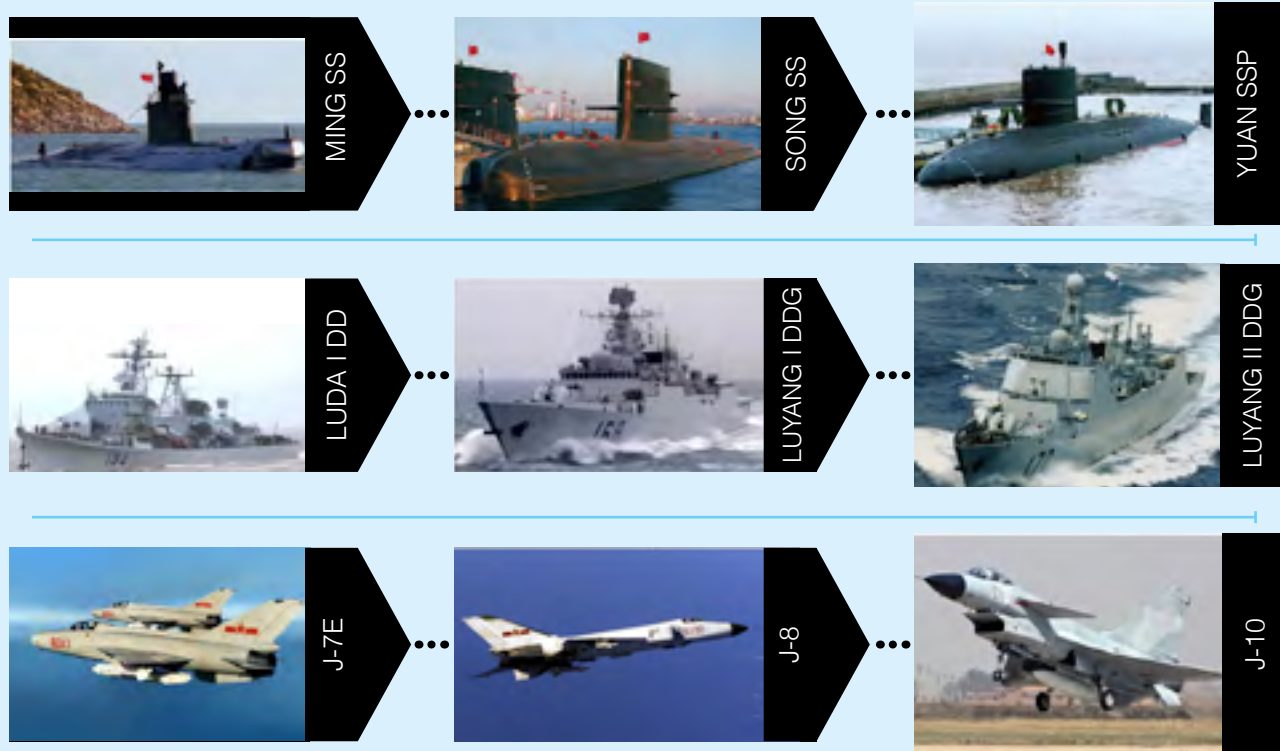 MING SS
SONG SS
YUAN SSP
LUDA I DD
LUYANG I DDG
LUYANG II DDG
J-7E
J-8
J-10